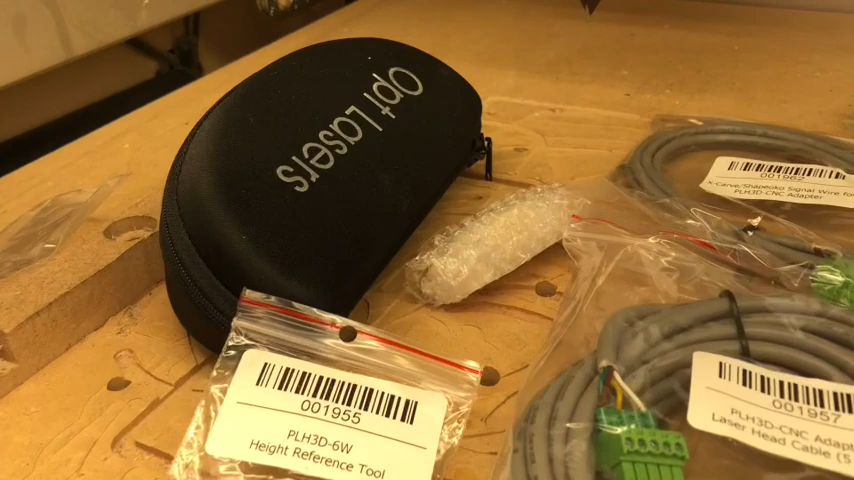 Opt Lasers
001962
X-Carve/Shapeoko Signal Wire for
PLH3D-CNC Adapter
001955
PLH3D-6W
Height Reference Tool
001957
PLH3D-CNC Adapt
Laser Head Cable (5